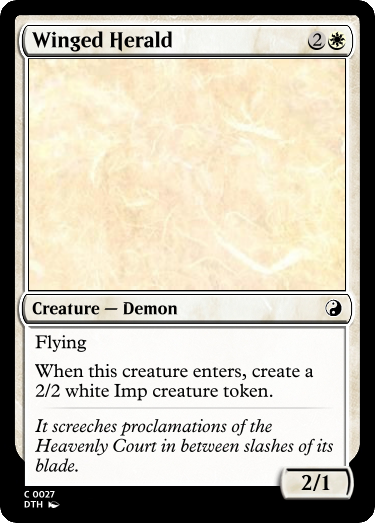 Winged Herald 2
Creature — Demon
Flying
When this creature enters, create a
2/2 white Imp creature token.
It screeches proclamations of the
Heavenly Court in between slashes of its
blade.
2/1
C 0027
DTH